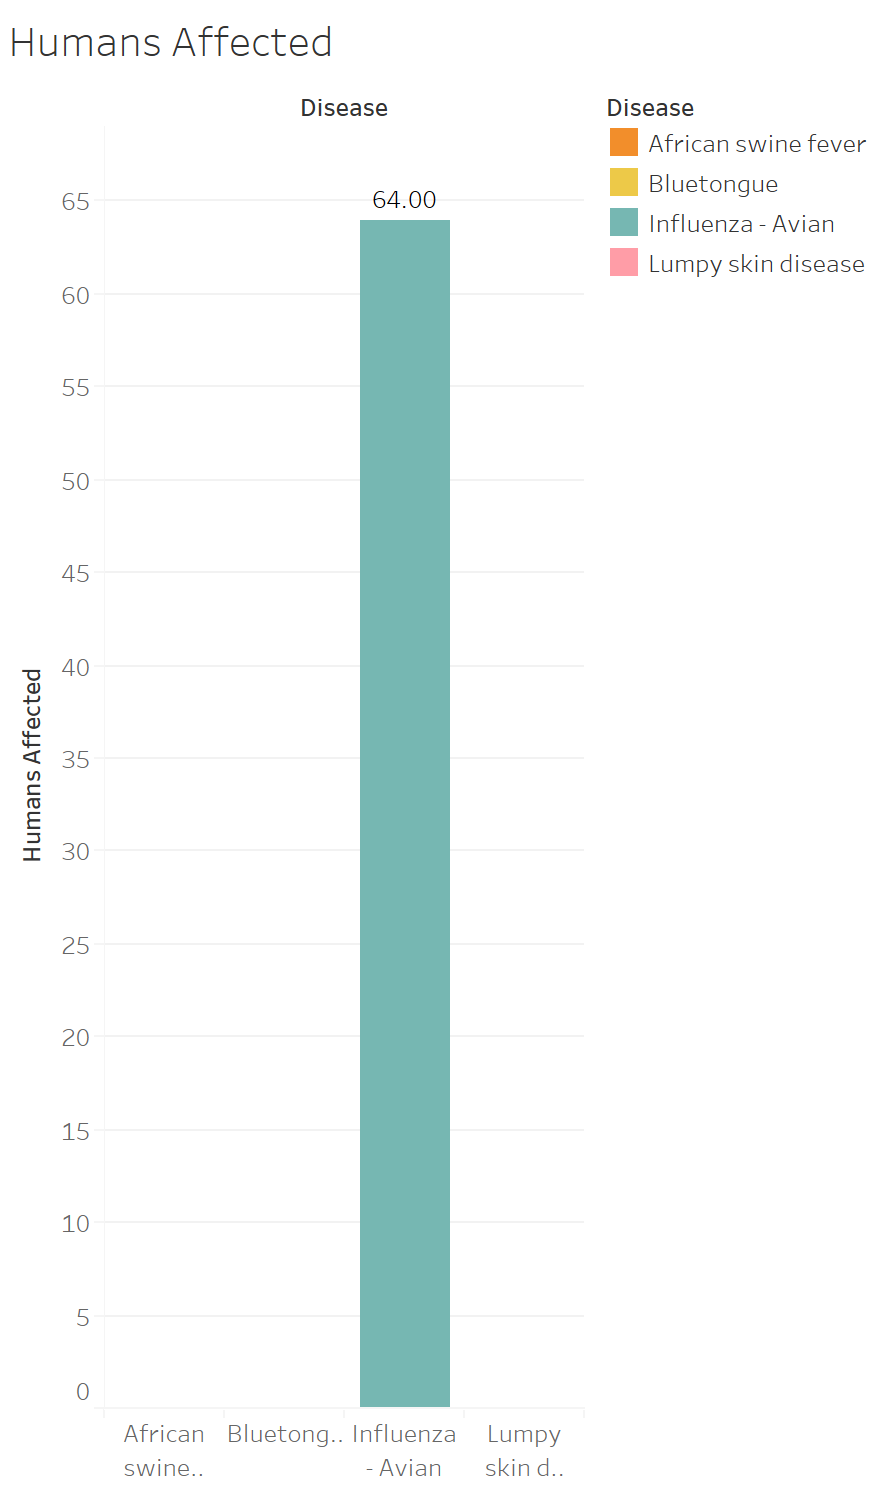 Humans Affected
Disease
65
60
55
50
45
40
35
30
25
20
15
10
5
0
Humans Affected
64.00
African
swine..
Bluetong..
Influenza
- Avian
Lumpy
skin d..
Disease
African swine fever
Bluetongue
Influenza - Avian
Lumpy skin disease